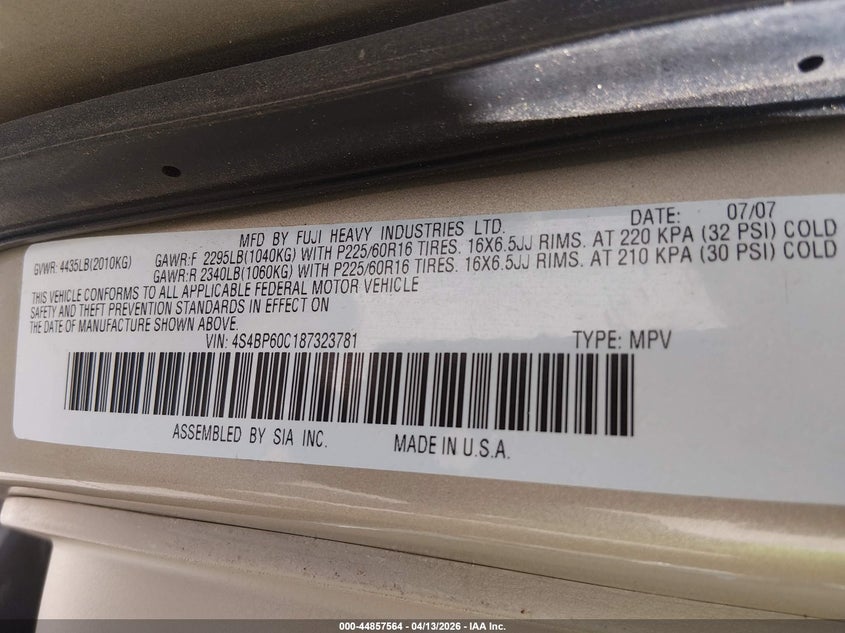 MFD BY FUJI HEAVY INDUSTRIES LTD. DATE: 07/07
GVWR: 4435LB(2010KG) GAWR:F 2295LB(1040KG) WITH P225/60R16 TIRES. 16X6.5JJ RIMS. AT 220 KPA (32 PSI) COLD
GAWR:R 2340LB(1060KG) WITH P225/60R16 TIRES. 16X6.5JJ RIMS. AT 210 KPA (30 PSI) COLD
THIS VEHICLE CONFORMS TO ALL APPLICABLE FEDERAL MOTOR VEHICLE
SAFETY AND THEFT PREVENTION STANDARDS IN EFFECT ON
THE DATE OF MANUFACTURE SHOWN ABOVE.
VIN: 4S4BP60C187323781 TYPE: MPV
ASSEMBLED BY SIA INC. MADE IN U.S.A.
000-44857564 - 04/13/2026 - IAA Inc.